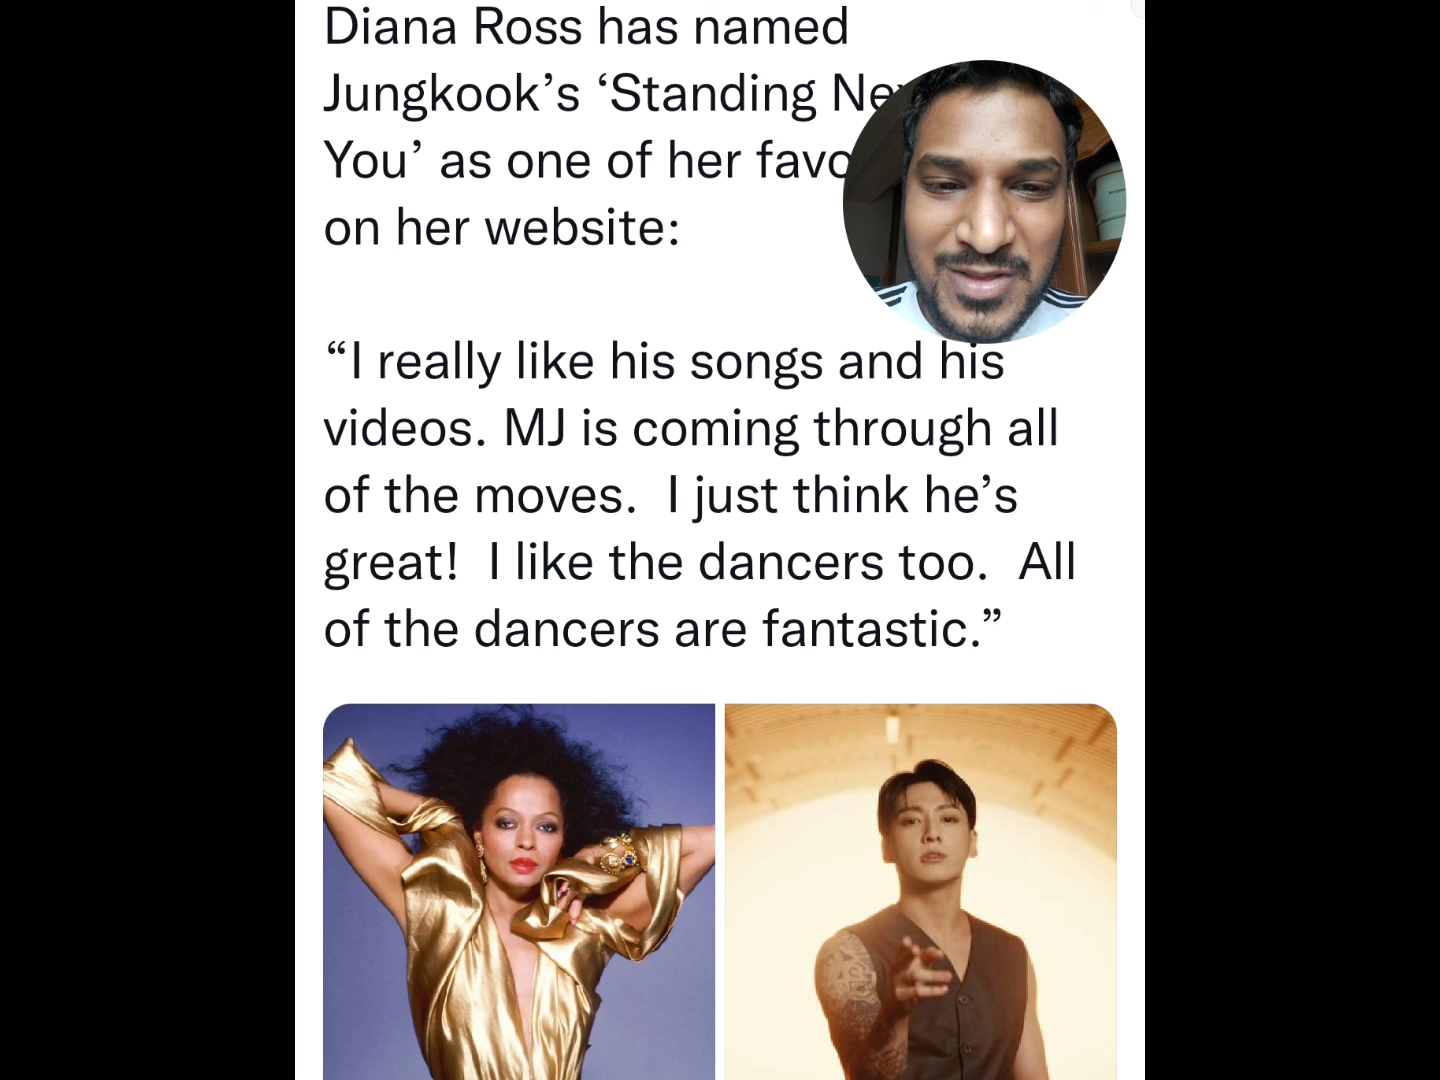 Diana Ross has named
Jungkook’s ‘Standing
You’ as one of her
on her website:
“I really like his songs and his
videos. MJ is coming through all
of the moves. I just think he’s
great! I like the dancers too. All
of the dancers are fantastic.”